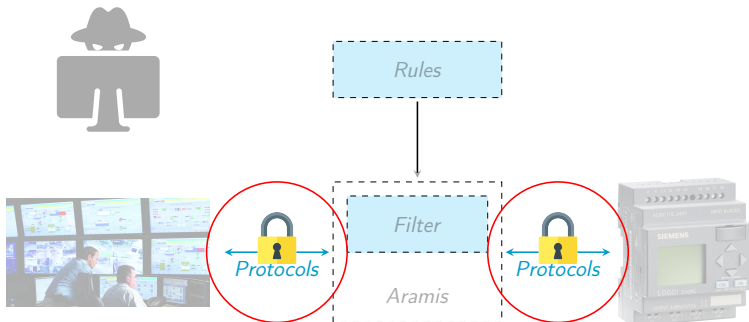 Rules
Filter
Protocols
Protocols
Aramis
SIEMENS